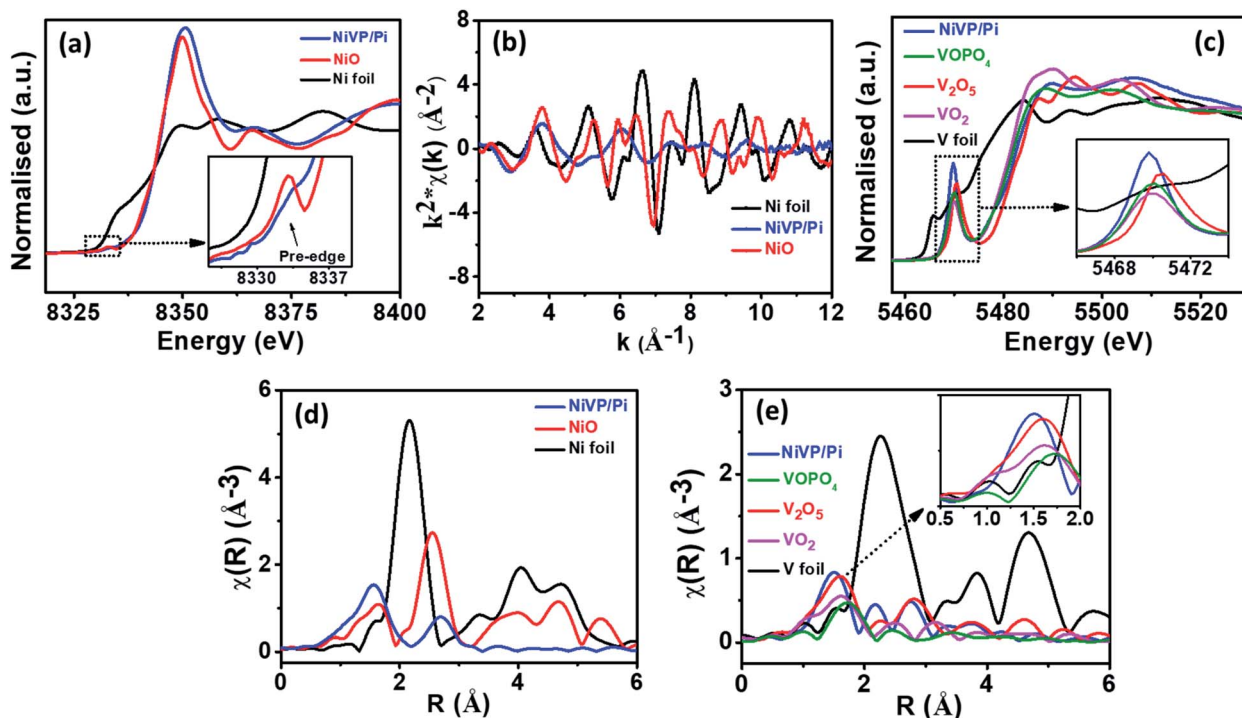 (a)
NiVP/Pi
NiO
Ni foil
Normalised (a.u.)
Pre-edge
8330 8337
8325 8350 8375 8400
Energy (eV)
(b)
8
4
0
-4
-8
k²*χ(k) (Å-2)
Ni foil
NiVP/Pi
NiO
2 4 6 8 10 12
k (Å⁻¹)
(c)
NiVP/Pi
VOPO₄
V₂O₅
VO₂
V foil
Normalised (a.u.)
5468 5472
5460 5480 5500 5520
Energy (eV)
(d)
6
4
2
0
χ(R) (Å-3)
NiVP/Pi
NiO
Ni foil
0 2 4 6
R (Å)
(e)
3
2
1
0
χ(R) (Å-3)
NiVP/Pi
VOPO₄
V₂O₅
VO₂
V foil
0.5 1.0 1.5 2.0
0 1 2 3 4 5 6
R (Å)